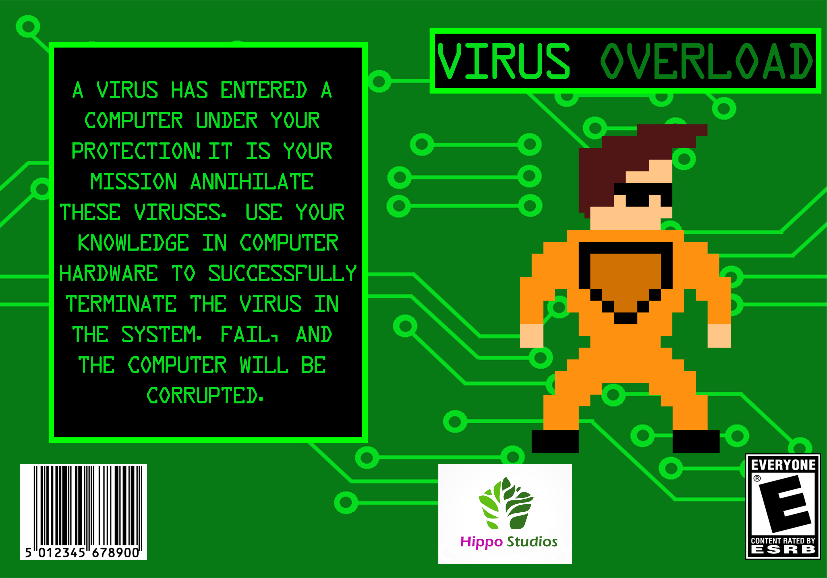 A VIRUS HAS ENTERED A
COMPUTER UNDER YOUR
PROTECTION! IT IS YOUR
MISSION ANNIHILATE
THESE VIRUSES. USE YOUR
KNOWLEDGE IN COMPUTER
HARDWARE TO SUCCESSFULLY
TERMINATE THE VIRUS IN
THE SYSTEM. FAIL, AND
THE COMPUTER WILL BE
CORRUPTED.
5 012345 678900
VIRUS OVERLOAD
Hippo Studios
EVERYONE
E
®
CONTENT RATED BY
ESRB